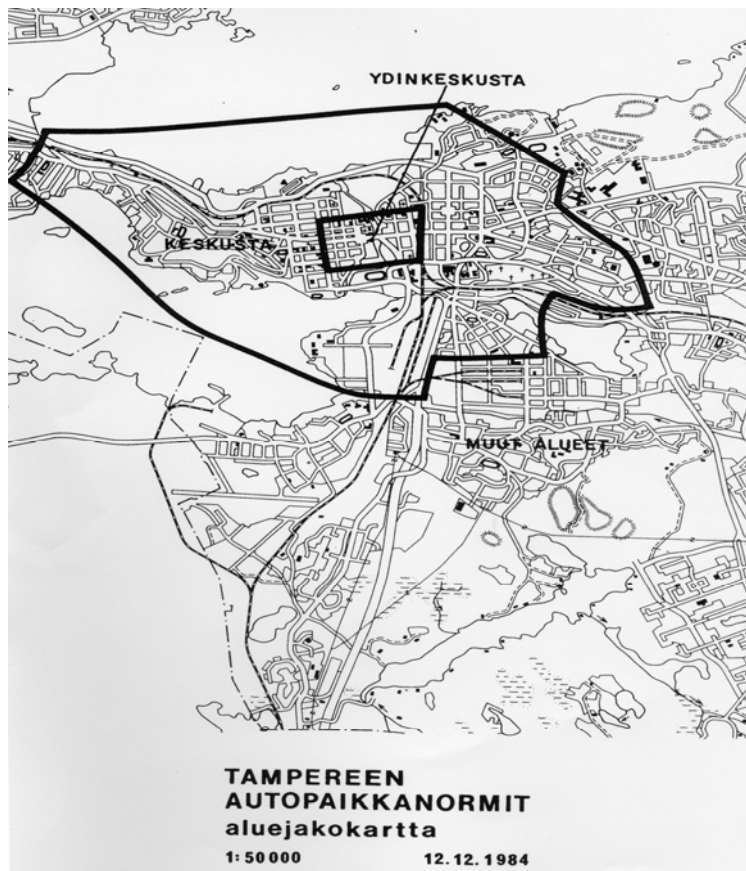 YDINKESKUSTA
KESKUSTA
MUUT ALUEET
TAMPEREEN
AUTOPAIKKANORMIT
aluejakokartta
1:50000 12.12.1984